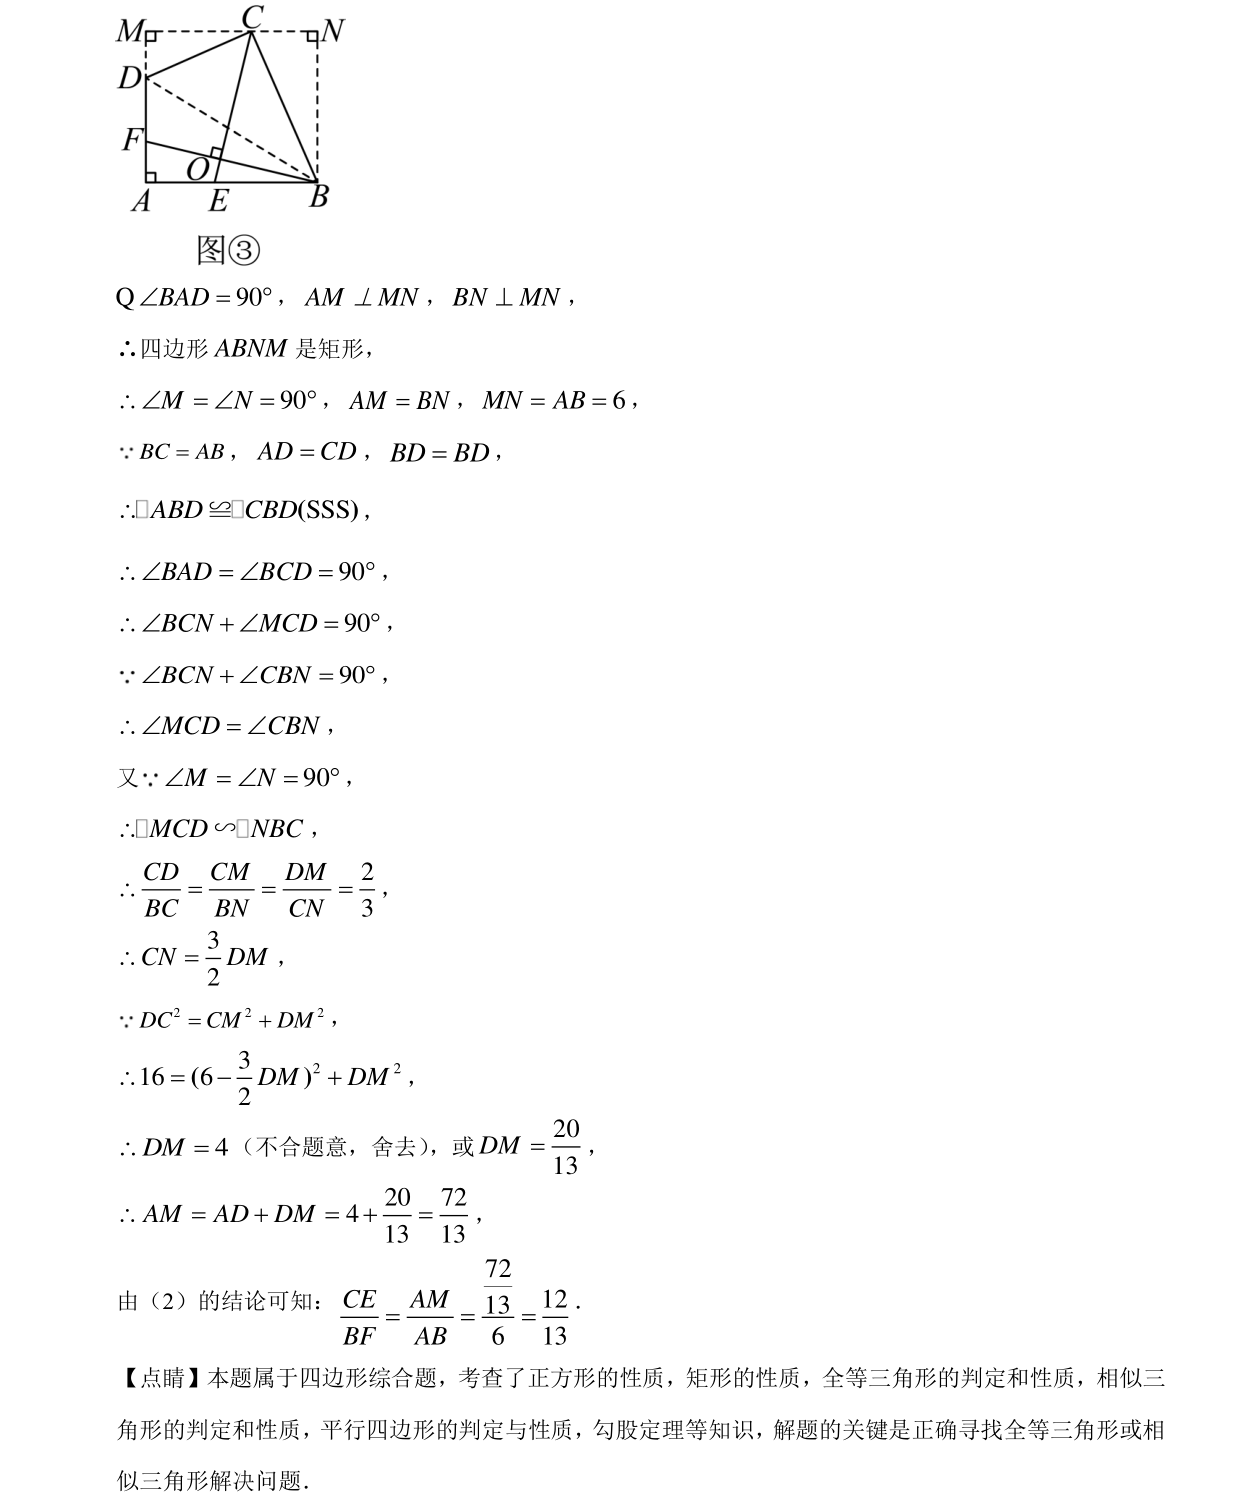 M C N
D
F
O
A E B
图③
Q∠BAD=90°，AM⊥MN，BN⊥MN，
∴四边形ABNM是矩形，
∴∠M=∠N=90°，AM=BN，MN=AB=6，
∵BC=AB，AD=CD，BD=BD，
∴□ABD≌□CBD(SSS)，
∴∠BAD=∠BCD=90°，
∴∠BCN+∠MCD=90°，
∵∠BCN+∠CBN=90°，
∴∠MCD=∠CBN，
又∵∠M=∠N=90°，
∴□MCD∽□NBC，
∴CD/BC=CM/BN=DM/CN=2/3，
∴CN=3/2DM，
∵DC²=CM²+DM²，
∴16=(6−3/2DM)²+DM²，
∴DM=4（不合题意，舍去），或DM=20/13，
∴AM=AD+DM=4+20/13=72/13，
由（2）的结论可知：CE/BF=AM/AB=(72/13)/6=12/13．
【点睛】本题属于四边形综合题，考查了正方形的性质，矩形的性质，全等三角形的判定和性质，相似三
角形的判定和性质，平行四边形的判定与性质，勾股定理等知识，解题的关键是正确寻找全等三角形或相
似三角形解决问题．